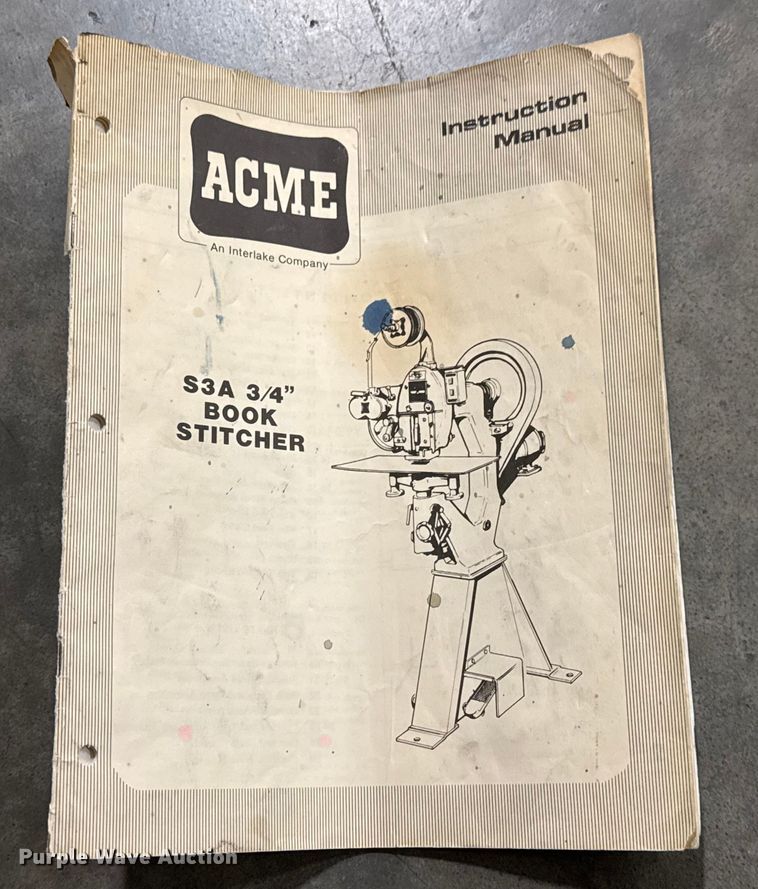 Instruction
Manual
ACME
An Interlake Company
S3A 3/4"
BOOK
STITCHER
Purple Wave Auction